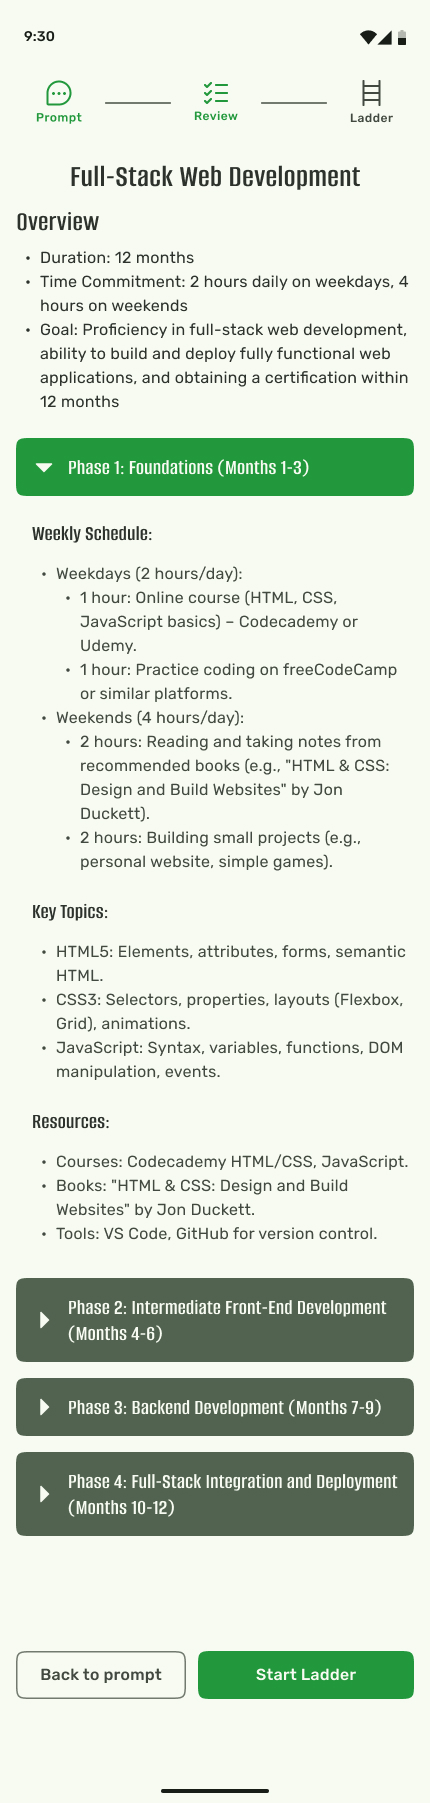 9:30
Prompt
Review
Ladder
Full-Stack Web Development
Overview
• Duration: 12 months
• Time Commitment: 2 hours daily on weekdays, 4
hours on weekends
• Goal: Proficiency in full-stack web development,
ability to build and deploy fully functional web
applications, and obtaining a certification within
12 months
Phase 1: Foundations (Months 1-3)
Weekly Schedule:
• Weekdays (2 hours/day):
• 1 hour: Online course (HTML, CSS,
JavaScript basics) – Codecademy or
Udemy.
• 1 hour: Practice coding on freeCodeCamp
or similar platforms.
• Weekends (4 hours/day):
• 2 hours: Reading and taking notes from
recommended books (e.g., "HTML & CSS:
Design and Build Websites" by Jon
Duckett).
• 2 hours: Building small projects (e.g.,
personal website, simple games).
Key Topics:
• HTML5: Elements, attributes, forms, semantic
HTML.
• CSS3: Selectors, properties, layouts (Flexbox,
Grid), animations.
• JavaScript: Syntax, variables, functions, DOM
manipulation, events.
Resources:
• Courses: Codecademy HTML/CSS, JavaScript.
• Books: "HTML & CSS: Design and Build
Websites" by Jon Duckett.
• Tools: VS Code, GitHub for version control.
Phase 2: Intermediate Front-End Development
(Months 4-6)
Phase 3: Backend Development (Months 7-9)
Phase 4: Full-Stack Integration and Deployment
(Months 10-12)
Back to prompt
Start Ladder